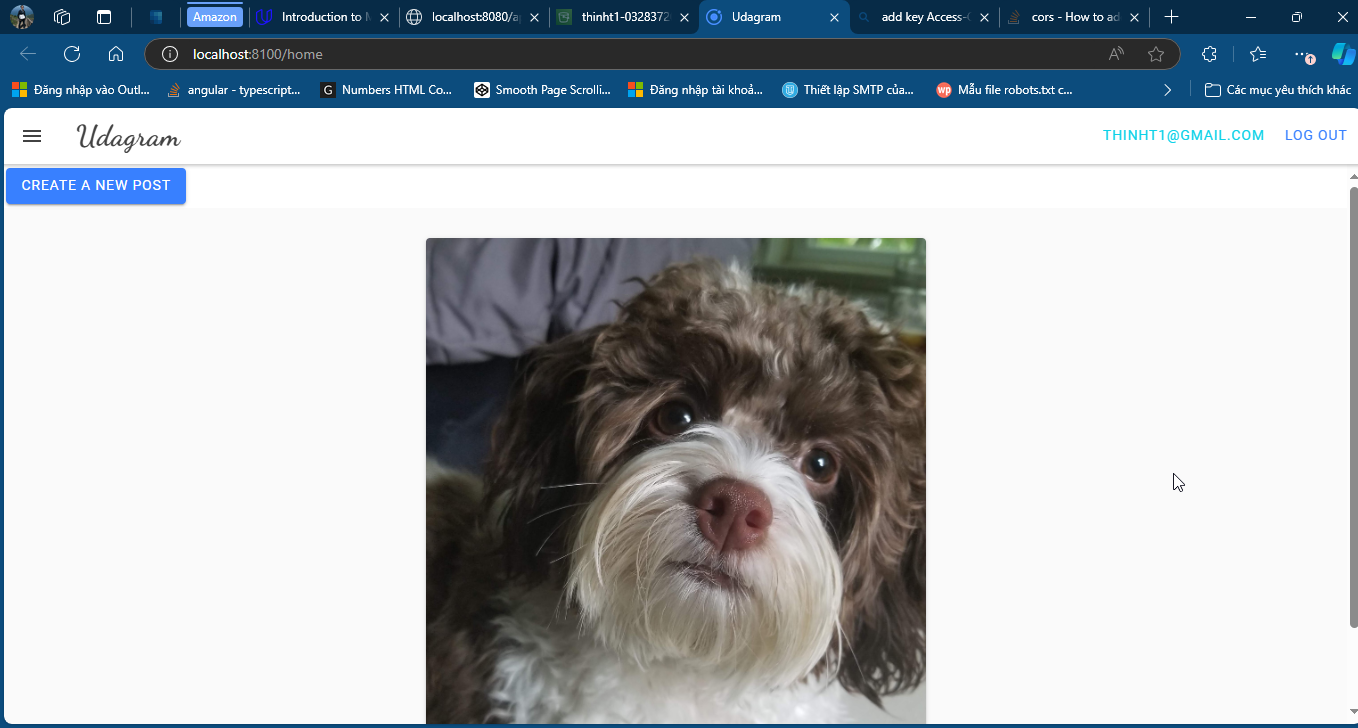 Amazon
Introduction to M
localhost:8080/a
thinht1-0328372
Udagram
add key Access-
cors - How to ad
localhost:8100/home
Đăng nhập vào Outl...
angular - typescript...
Numbers HTML Co...
Smooth Page Scrolli...
Đăng nhập tài khoả...
Thiết lập SMTP của...
Mẫu file robots.txt c...
Các mục yêu thích khác
Udagram
THINHT1@GMAIL.COM
LOG OUT
CREATE A NEW POST